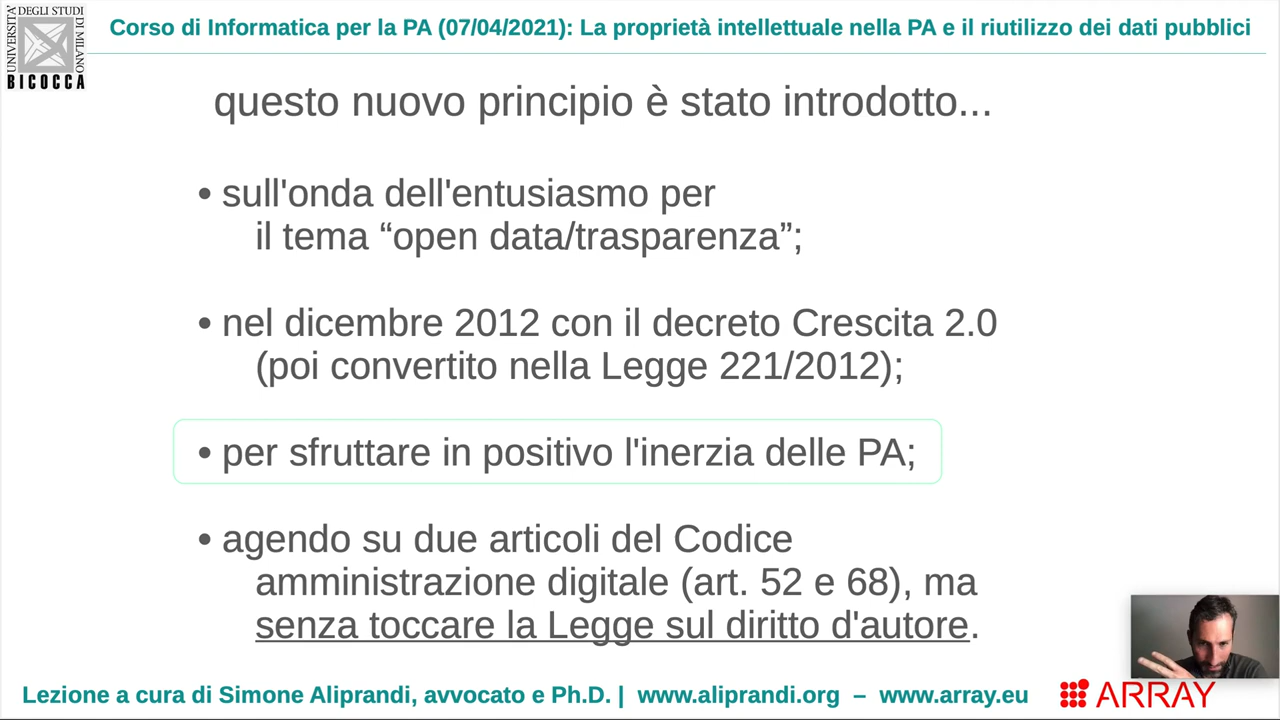 UNIVERSITA' DEGLI STUDI DI MILANO
BICOCCA
Corso di Informatica per la PA (07/04/2021): La proprietà intellettuale nella PA e il riutilizzo dei dati pubblici
questo nuovo principio è stato introdotto...
• sull'onda dell'entusiasmo per
il tema “open data/trasparenza”;
• nel dicembre 2012 con il decreto Crescita 2.0
(poi convertito nella Legge 221/2012);
• per sfruttare in positivo l'inerzia delle PA;
• agendo su due articoli del Codice
amministrazione digitale (art. 52 e 68), ma
senza toccare la Legge sul diritto d'autore.
Lezione a cura di Simone Aliprandi, avvocato e Ph.D. | www.aliprandi.org – www.array.eu
ARRAY